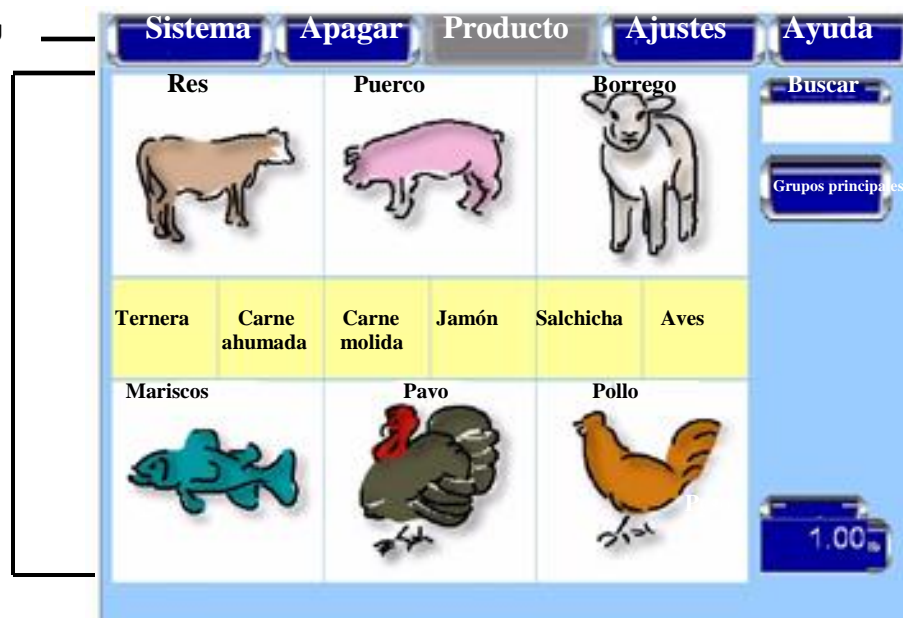 Sistema Apagar Producto Ajustes Ayuda
Res Puerco Borrego
Buscar
Grupos principales
Ternera Carne ahumada Carne molida Jamón Salchicha Aves
Mariscos Pavo Pollo
1.00 lb